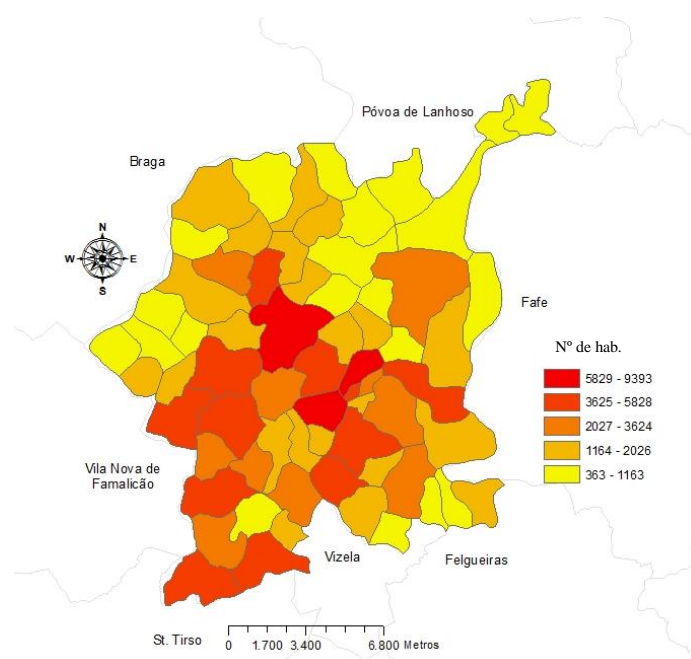 Póvoa de Lanhoso
Braga
N
W E
S
Fafe
Nº de hab.
5829 - 9393
3625 - 5828
2027 - 3624
1164 - 2026
363 - 1163
Vila Nova de
Famalicão
Vizela
Felgueiras
St. Tirso
0 1.700 3.400 6.800 Metros